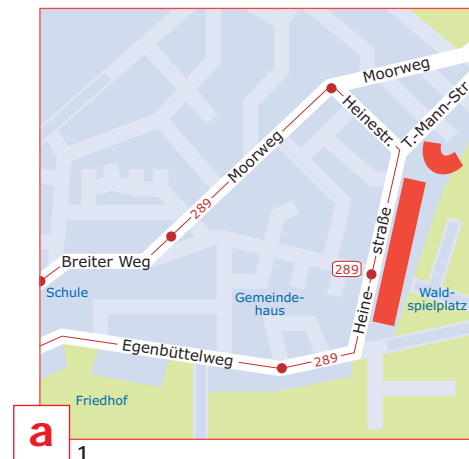 Moorweg
Heinestr.
T.-Mann-Str.
Moorweg
289
Breiter Weg
Schule
289
Heine-
straße
Gemeinde-
haus
Wald-
spielplatz
Egenbüttelweg
289
Friedhof
a
1